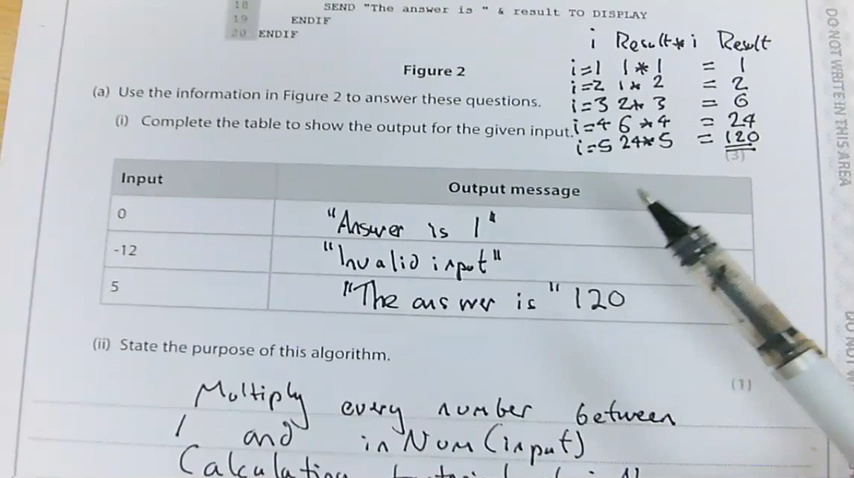 18 SEND "The answer is " & result TO DISPLAY
19 ENDIF
20 ENDIF
Figure 2
i Result*i Result
i=1 1*1 = 1
i=2 1*2 = 2
i=3 2*3 = 6
i=4 6*4 = 24
i=5 24*5 = 120
(a) Use the information in Figure 2 to answer these questions.
(i) Complete the table to show the output for the given input.
(3)
Input Output message
0 "Answer is 1"
-12 "Invalid input"
5 "The answer is" 120
(ii) State the purpose of this algorithm.
(1)
Multiply every number between
1 and inNum (input)
DO NOT WRITE IN THIS AREA
DO NOT W